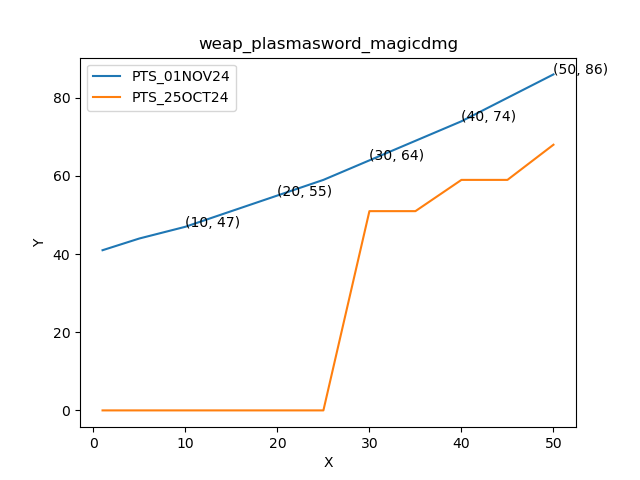 weap_plasmasword_magicdmg
PTS_01NOV24
PTS_25OCT24
(50, 86)
(40, 74)
(30, 64)
(20, 55)
(10, 47)
80
60
40
20
0
Y
0 10 20 30 40 50
X